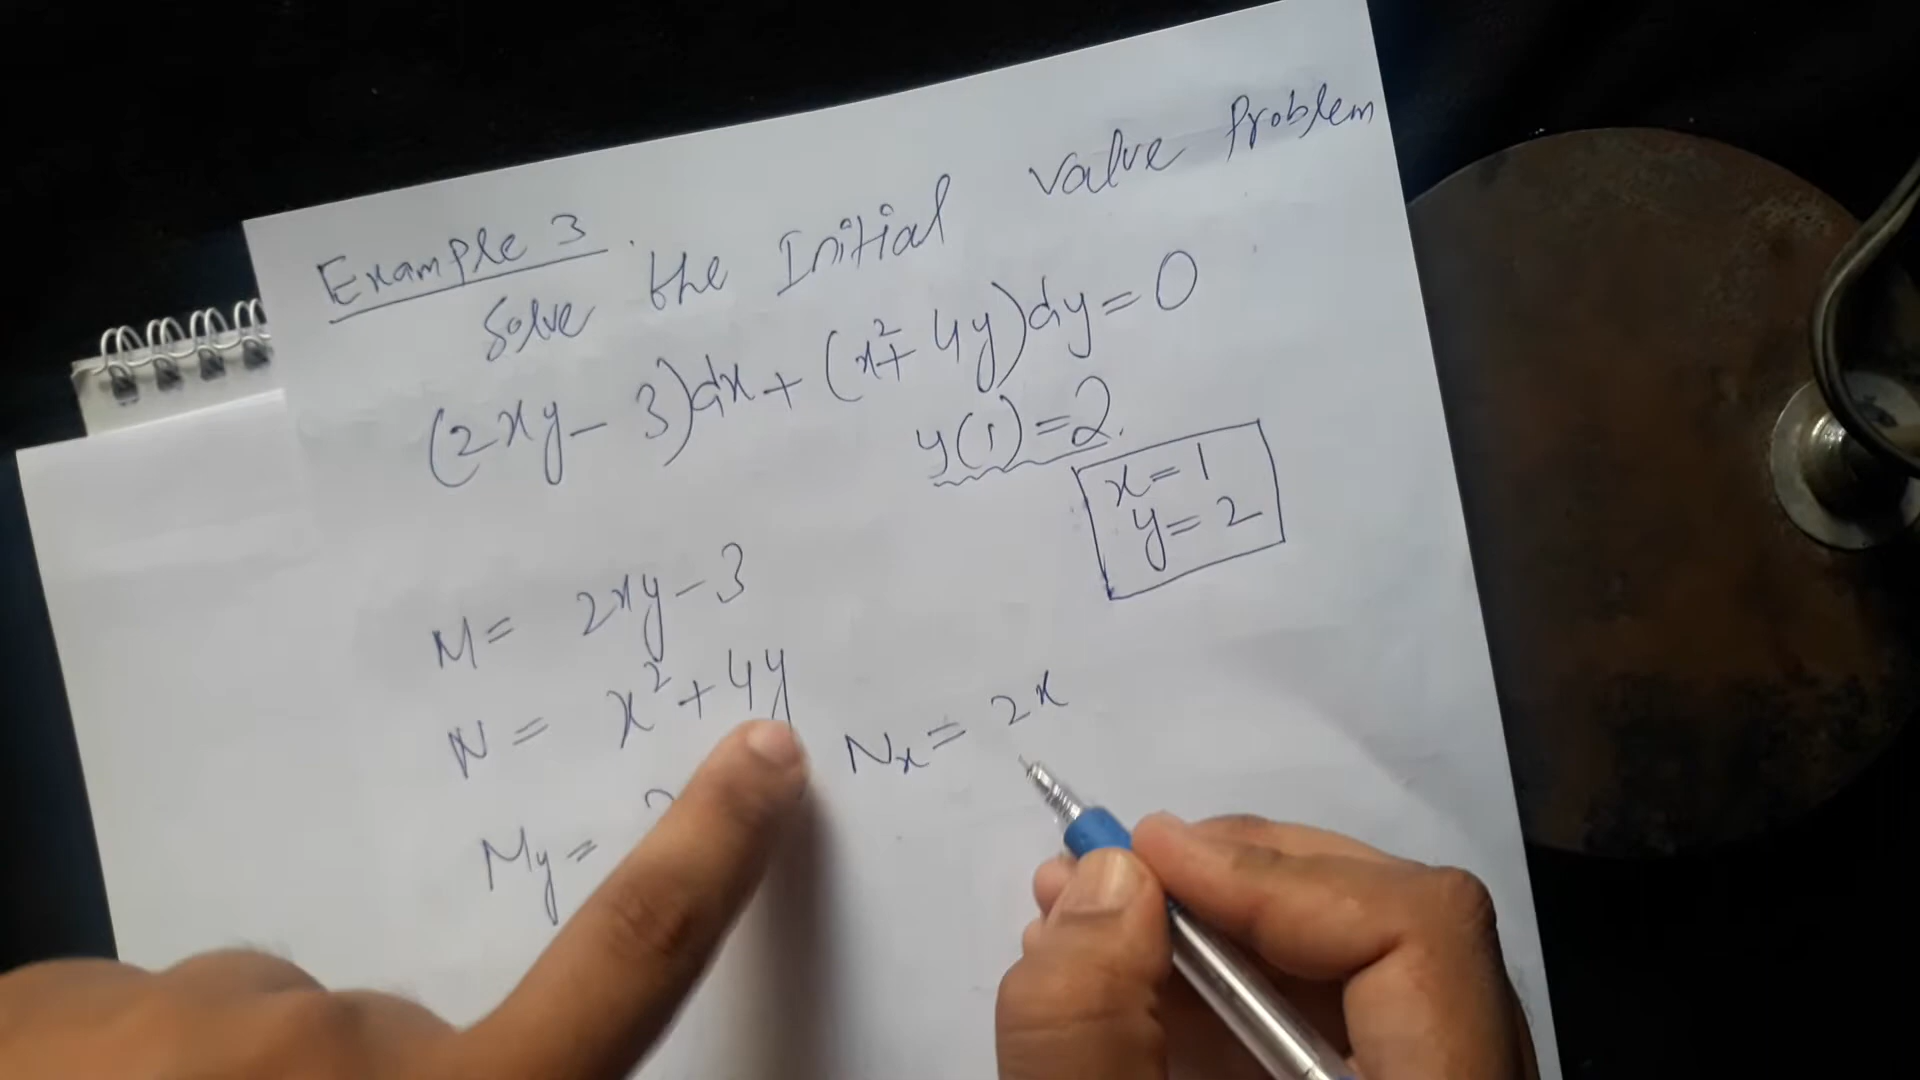 Example 3.
Solve the Initial value Problem
(2xy - 3)dx + (x² + 4y)dy = 0
y(1) = 2.
x = 1
y = 2
M = 2xy - 3
N = x² + 4y
Nx = 2x
My =